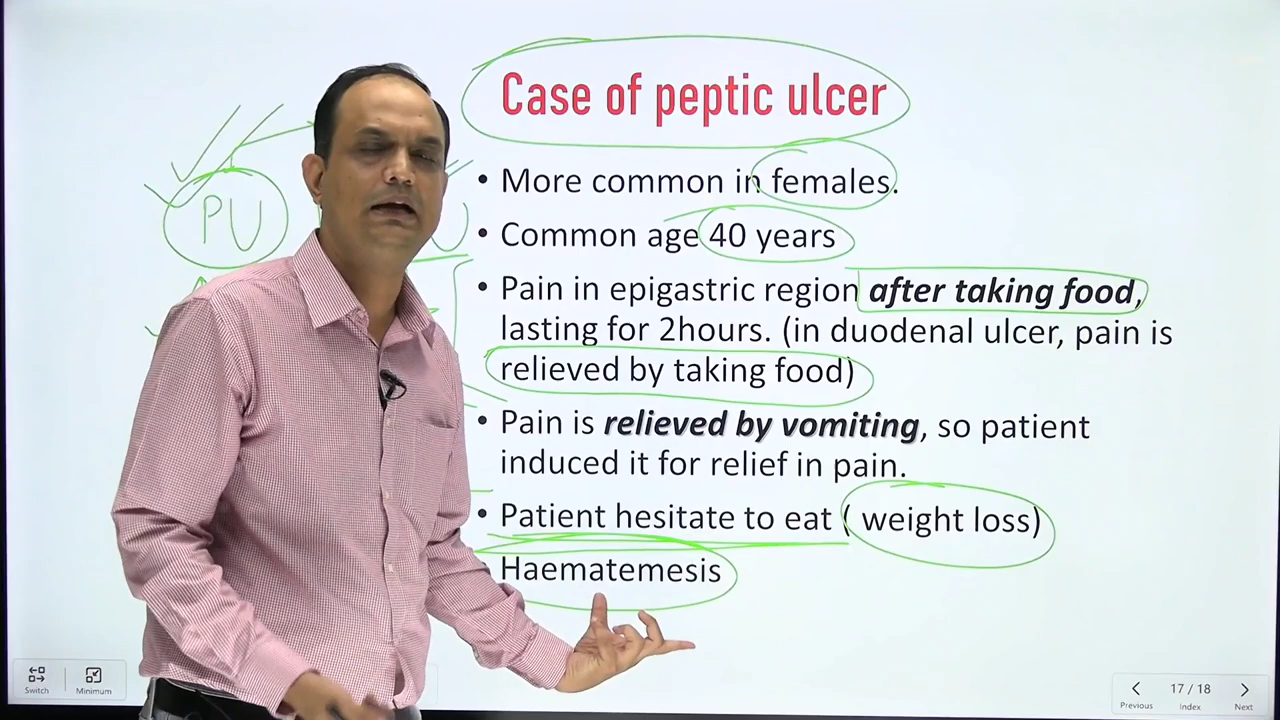 Case of peptic ulcer
• More common in females.
PU
U
• Common age 40 years
• Pain in epigastric region after taking food,
lasting for 2hours. (in duodenal ulcer, pain is
relieved by taking food)
• Pain is relieved by vomiting, so patient
induced it for relief in pain.
• Patient hesitate to eat ( weight loss)
Haematemesis
Switch
Minimum
Previous
17 / 18
Index
Next